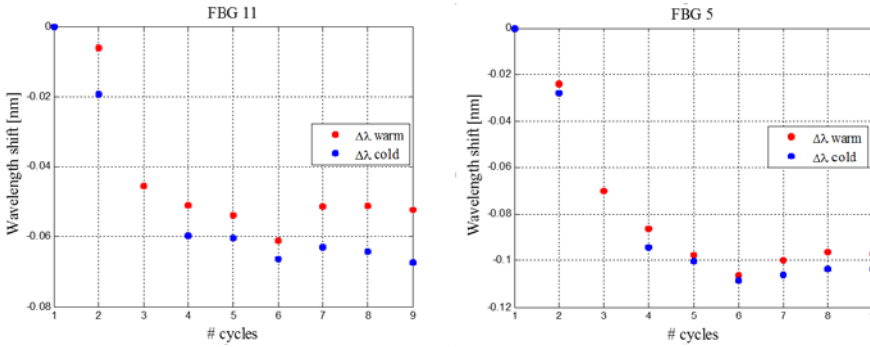 FBG 11
Wavelength shift [nm]
0
-0.02
-0.04
-0.06
-0.08
Δλ warm
Δλ cold
1 2 3 4 5 6 7 8 9
# cycles
FBG 5
Wavelength shift [nm]
0
-0.02
-0.04
-0.06
-0.08
-0.1
-0.12
Δλ warm
Δλ cold
1 2 3 4 5 6 7 8
# cycles